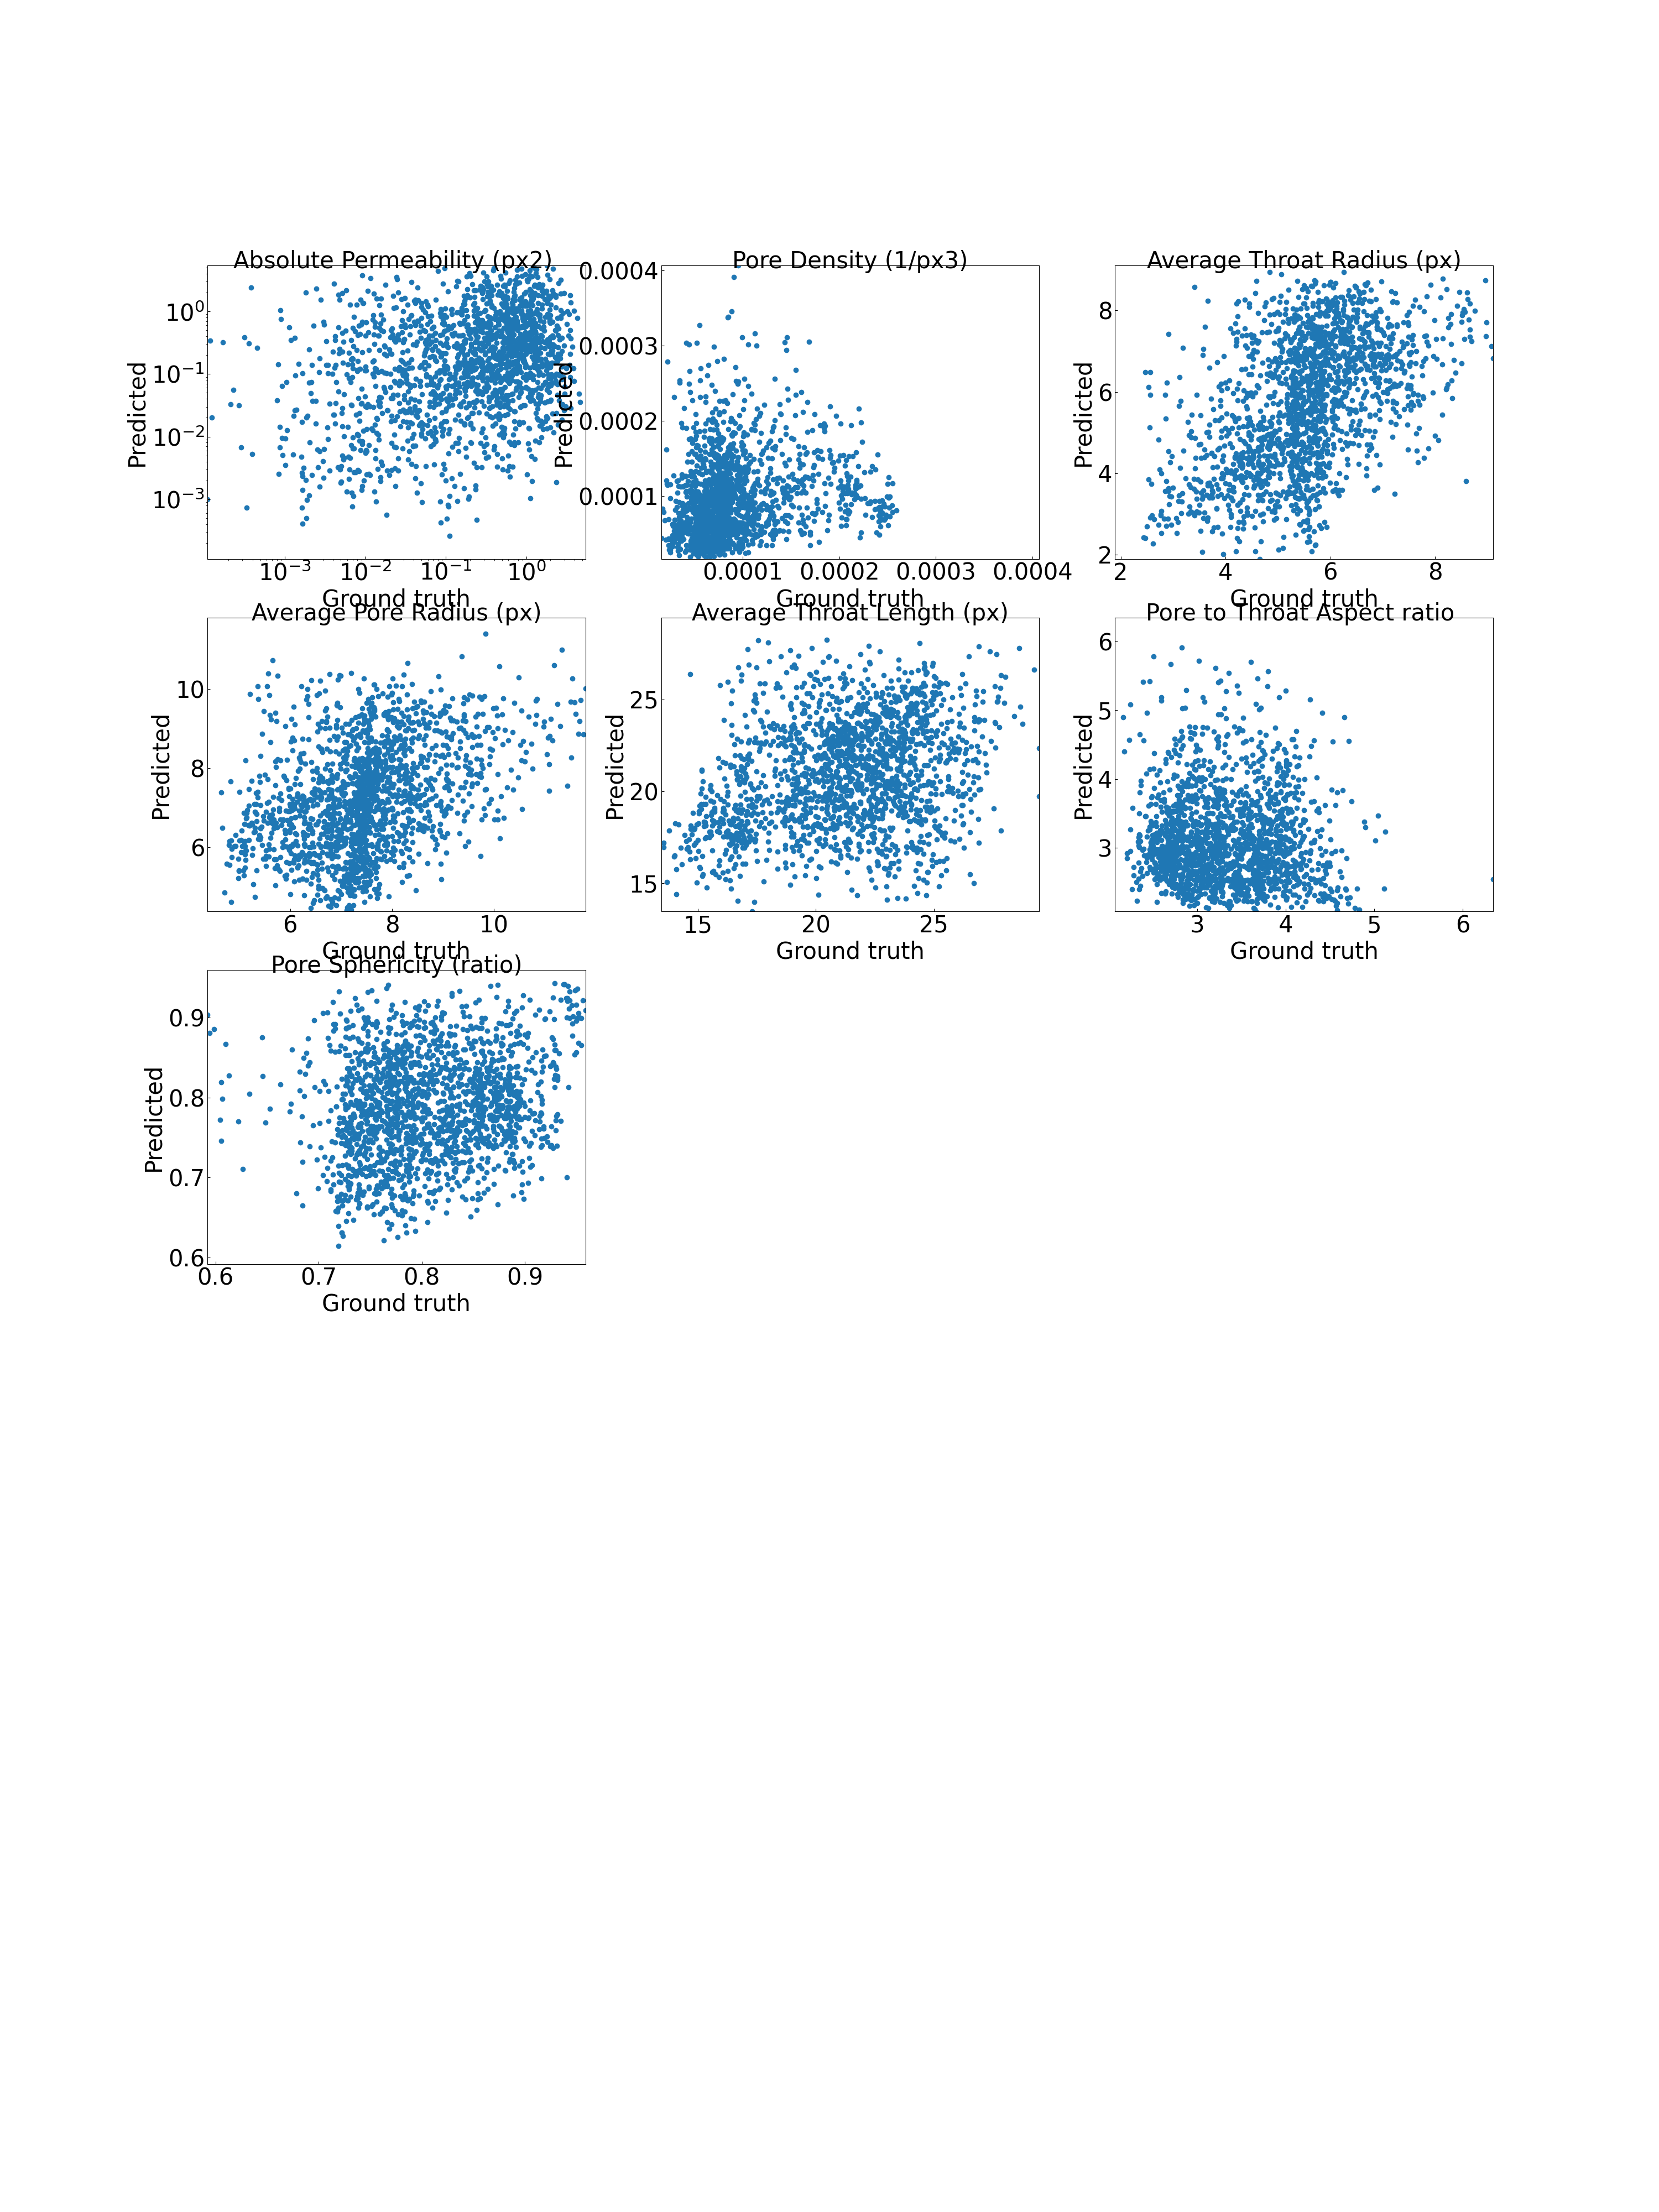 Absolute Permeability (px2)
Predicted
10⁰
10⁻¹
10⁻²
10⁻³
10⁻³ 10⁻² 10⁻¹ 10⁰
Ground truth
Pore Density (1/px3)
Predicted
0.0004
0.0003
0.0002
0.0001
0.0001 0.0002 0.0003 0.0004
Ground truth
Average Throat Radius (px)
Predicted
8
6
4
2
2 4 6 8
Ground truth
Average Pore Radius (px)
Predicted
10
8
6
6 8 10
Ground truth
Average Throat Length (px)
Predicted
25
20
15
15 20 25
Ground truth
Pore to Throat Aspect ratio
Predicted
6
5
4
3
3 4 5 6
Ground truth
Pore Sphericity (ratio)
Predicted
0.9
0.8
0.7
0.6
0.6 0.7 0.8 0.9
Ground truth